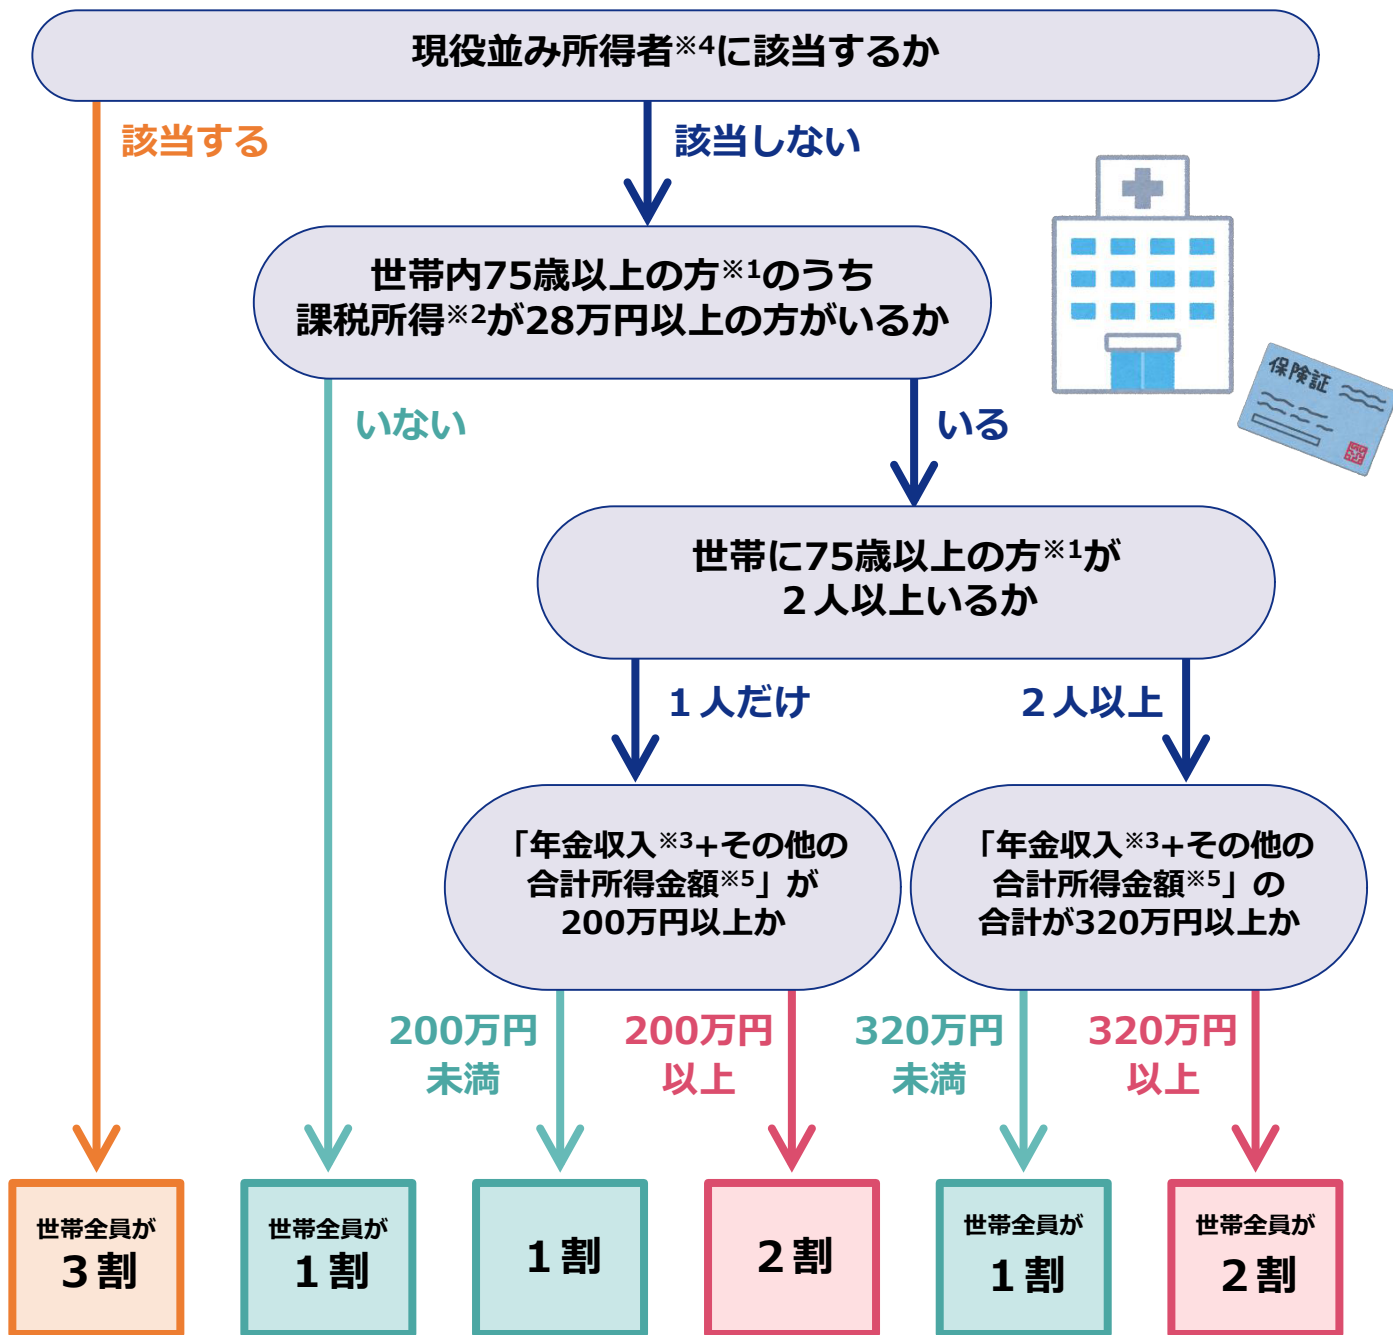 現役並み所得者※4に該当するか
該当する
該当しない
世帯内75歳以上の方※1のうち
課税所得※2が28万円以上の方がいるか
保険証
いない
いる
世帯に75歳以上の方※1が
２人以上いるか
１人だけ
２人以上
「年金収入※3+その他の
合計所得金額※5」が
200万円以上か
「年金収入※3+その他の
合計所得金額※5」の
合計が320万円以上か
200万円
未満
200万円
以上
320万円
未満
320万円
以上
世帯全員が
３割
世帯全員が
１割
１割
２割
世帯全員が
１割
世帯全員が
２割